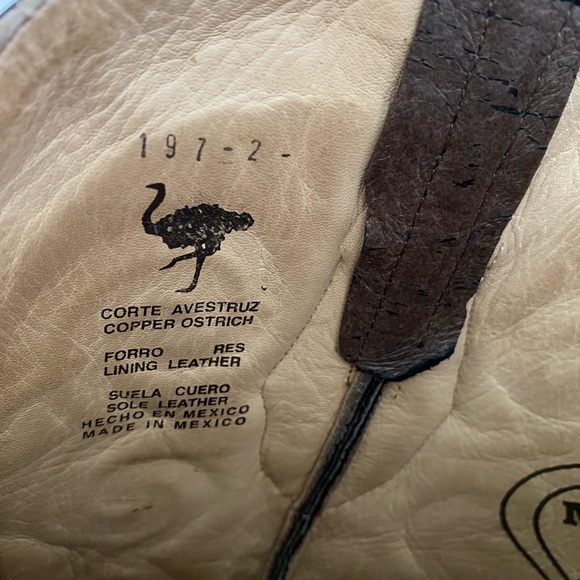 197-2-
CORTE AVESTRUZ
COPPER OSTRICH
FORRO RES
LINING LEATHER
SUELA CUERO
SOLE LEATHER
HECHO EN MEXICO
MADE IN MEXICO